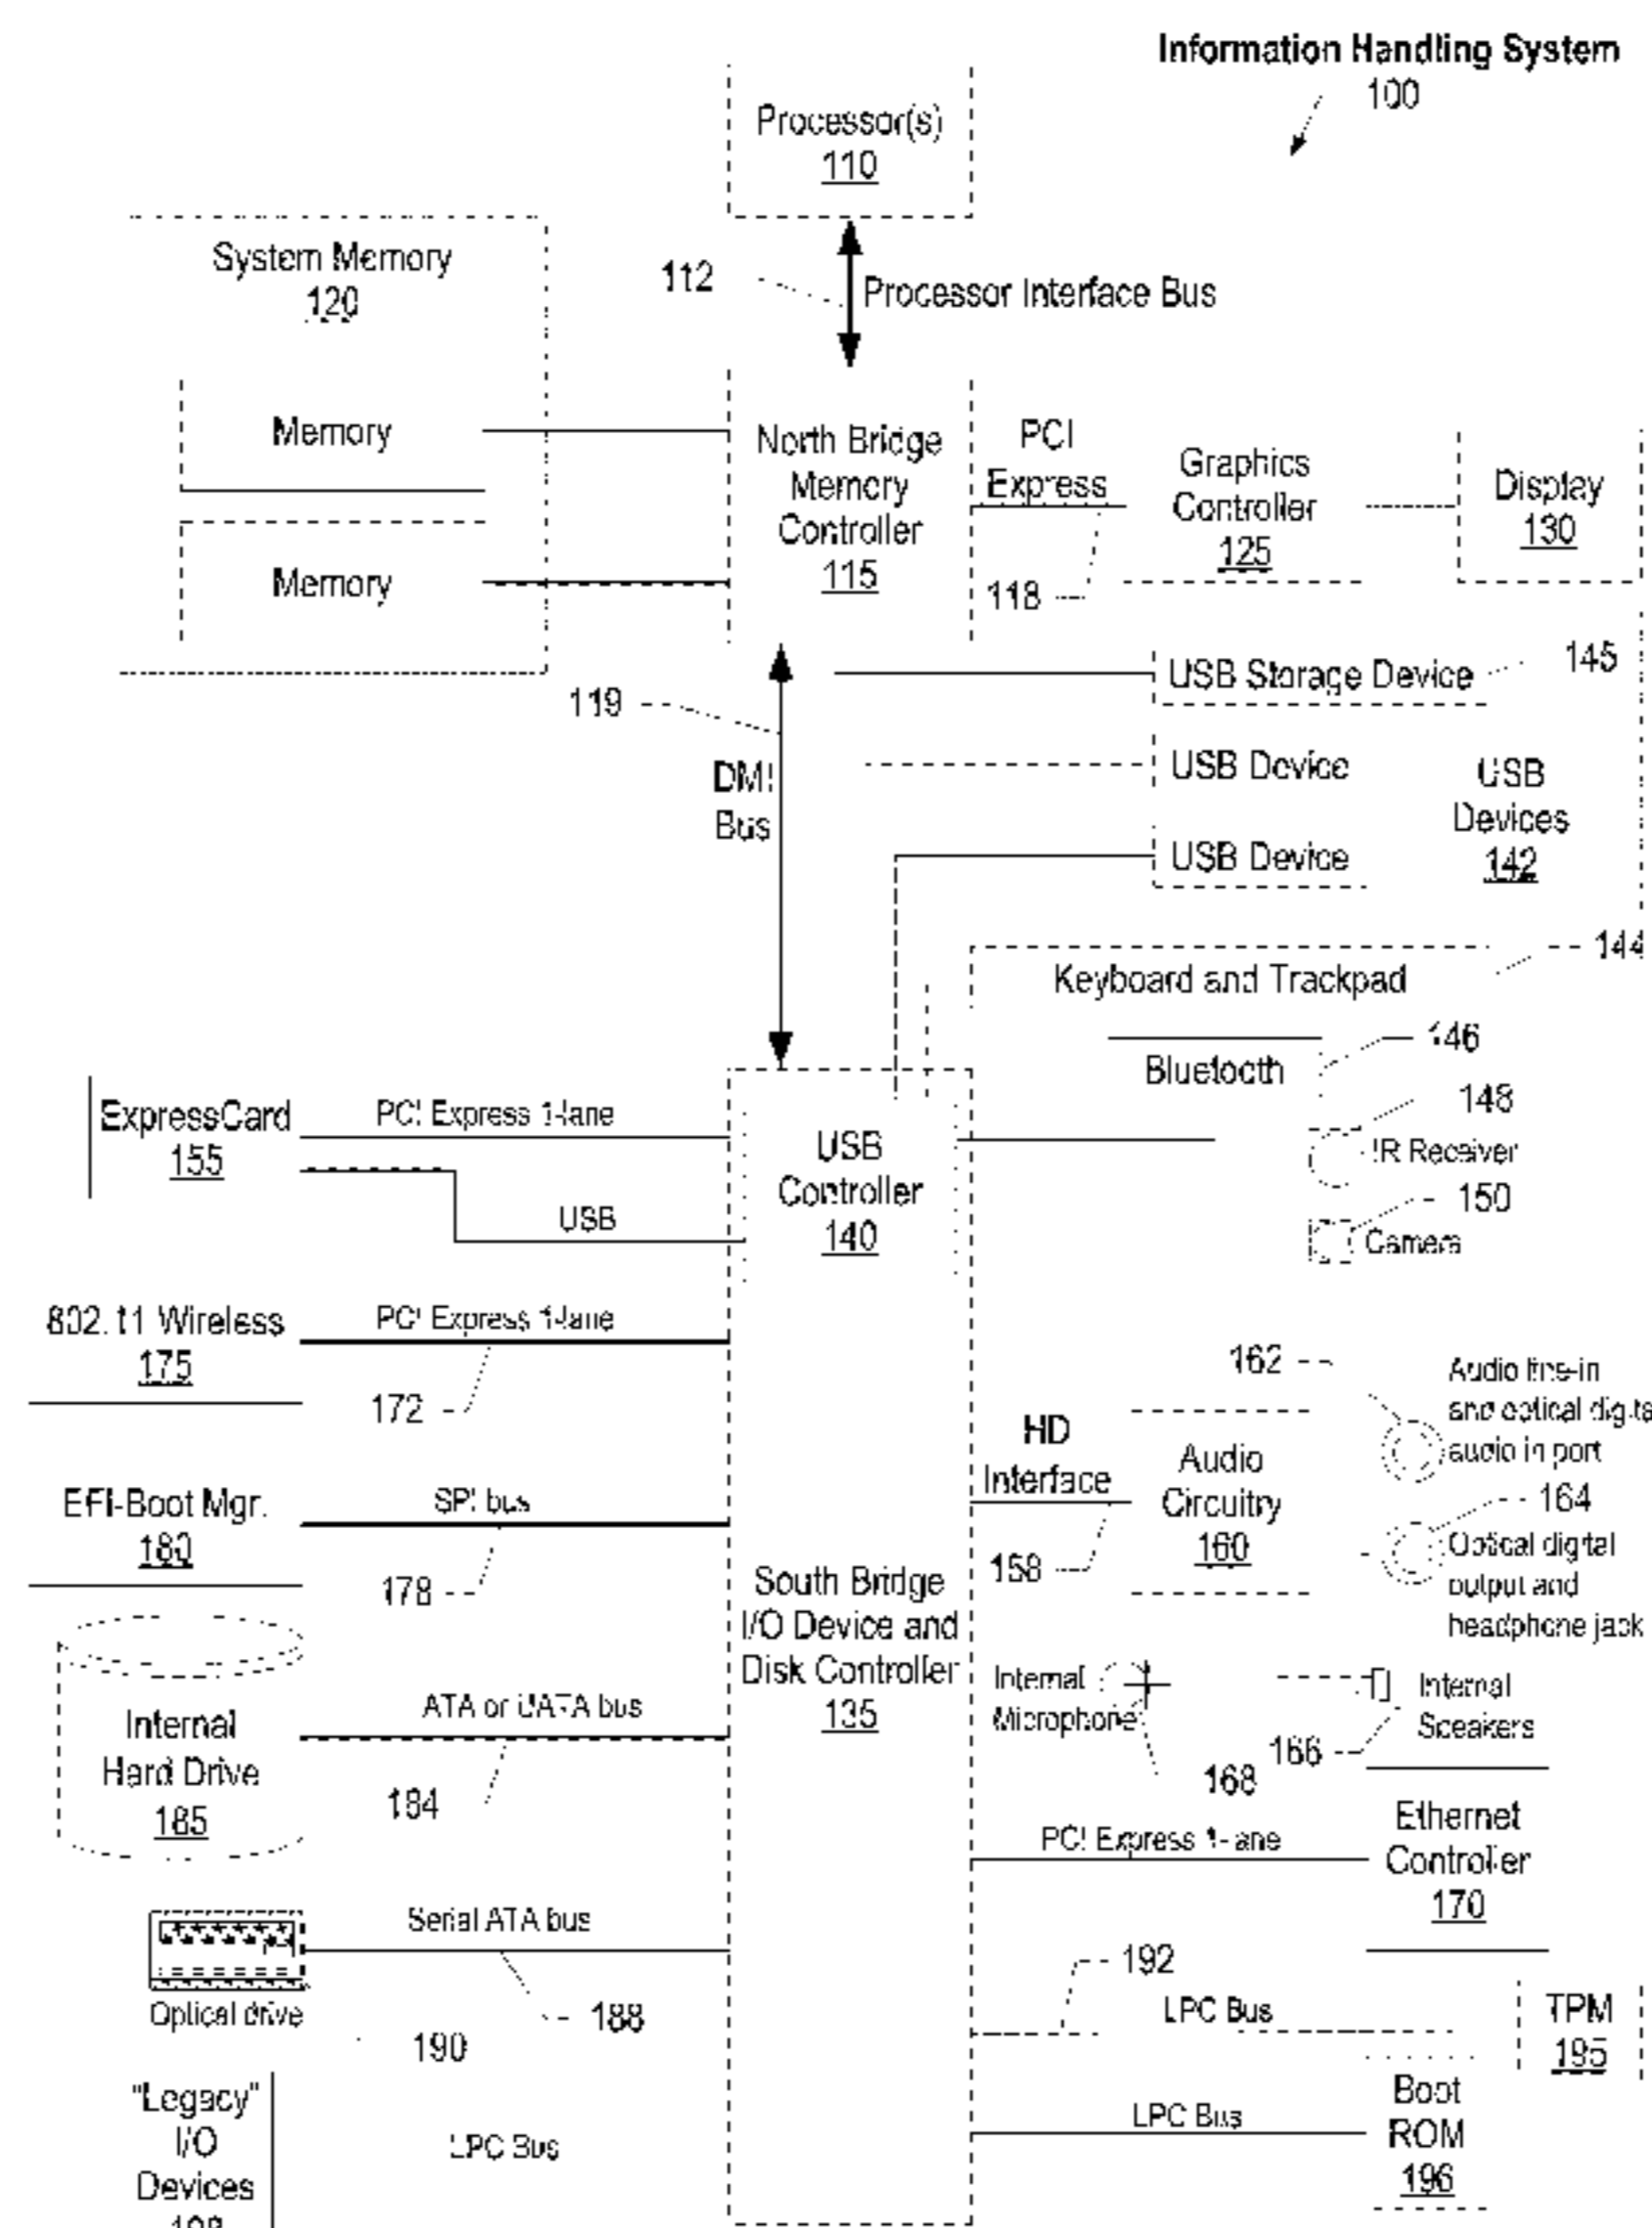 Information Handling System
100
Processor(s)
110
System Memory
120
112
Processor Interface Bus
Memory
Memory
North Bridge
Memory
Controller
115
PCI
Express
118
Graphics
Controller
125
Display
130
119
DMI
Bus
USB Storage Device
145
USB Device
USB Device
USB
Devices
142
144
Keyboard and Trackpad
146
Bluetooth
148
IR Receiver
150
Camera
ExpressCard
155
PCI Express 1-lane
USB
USB
Controller
140
802.11 Wireless
175
PCI Express 1-lane
172
162
Audio line-in
and optical digita
audio in port
HD
Interface
158
Audio
Circuitry
160
164
Optical digital
output and
headphone jack
EFI-Boot Mgr.
180
SPI bus
178
South Bridge
I/O Device and
Disk Controller
135
Internal
Microphone
168
166
Internal
Speakers
Internal
Hard Drive
185
ATA or bus
184
PCI Express 1-lane
Ethernet
Controller
170
Serial ATA bus
188
Optical drive
190
192
LPC Bus
TPM
195
"Legacy"
I/O
Devices
LPC Bus
LPC Bus
Boot
ROM
196